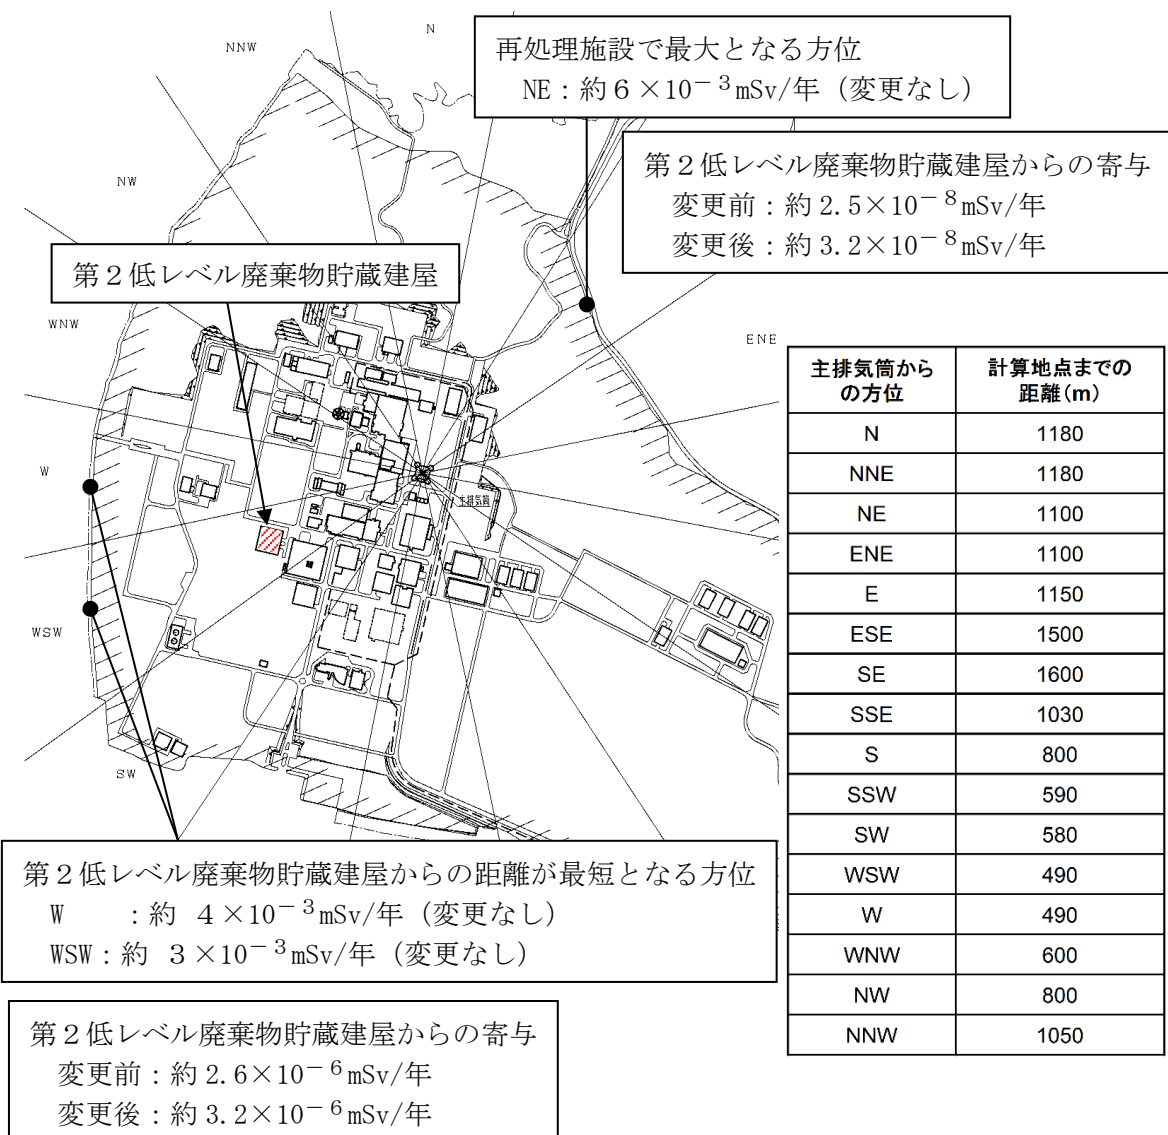 N
NNW
再処理施設で最大となる方位
NE：約６×10－３mSv/年（変更なし）
第２低レベル廃棄物貯蔵建屋からの寄与
変更前：約2.5×10－８mSv/年
変更後：約3.2×10－８mSv/年
NW
第２低レベル廃棄物貯蔵建屋
WNW
ENE
主排気筒から
の方位
計算地点までの
距離(m)
N 1180
NNE 1180
NE 1100
ENE 1100
E 1150
ESE 1500
SE 1600
SSE 1030
S 800
SSW 590
SW 580
WSW 490
W 490
WNW 600
NW 800
NNW 1050
W
主排気筒
WSW
SW
第２低レベル廃棄物貯蔵建屋からの距離が最短となる方位
W ：約 ４×10－３mSv/年（変更なし）
WSW：約 ３×10－３mSv/年（変更なし）
第２低レベル廃棄物貯蔵建屋からの寄与
変更前：約2.6×10－６mSv/年
変更後：約3.2×10－６mSv/年